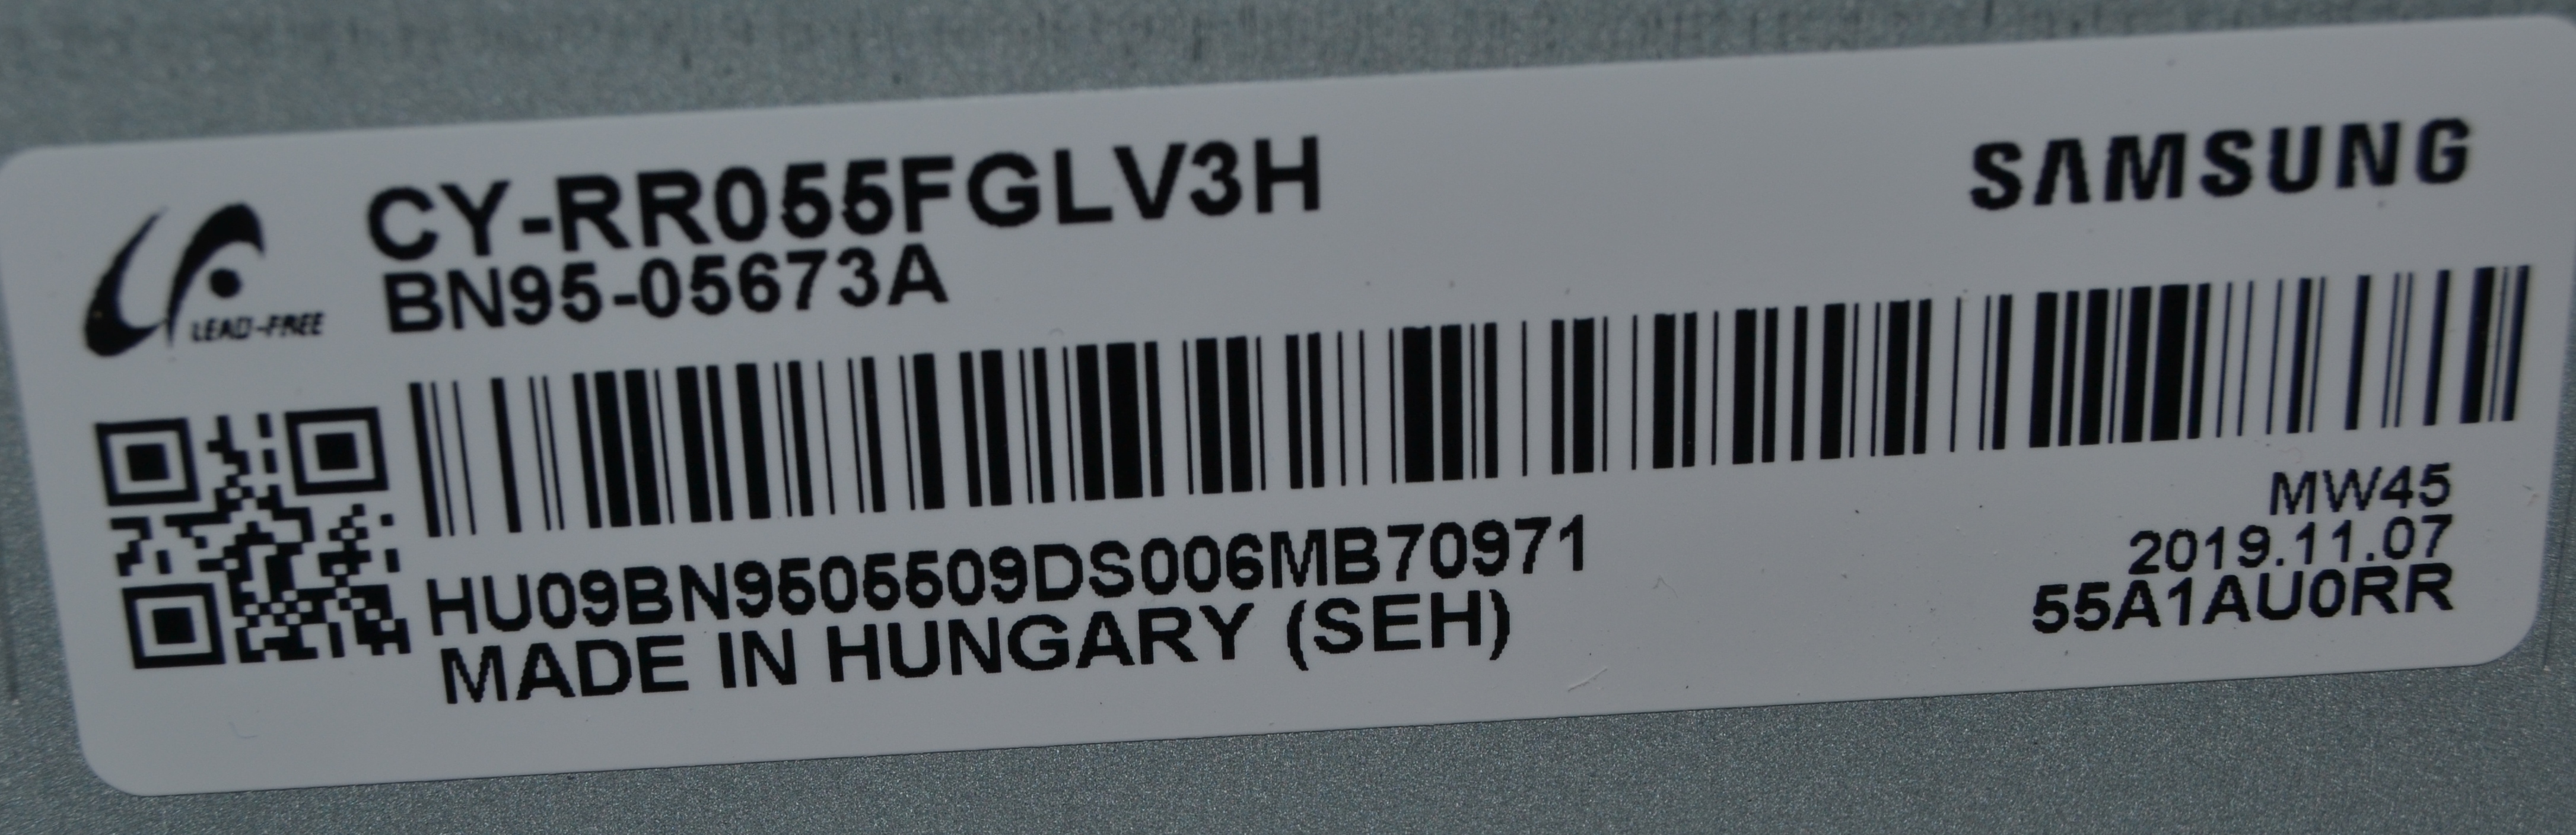 CY-RR055FGLV3H
SAMSUNG
BN95-05673A
LEAD-FREE
HU09BN9505509DS006MB70971
MADE IN HUNGARY (SEH)
MW45
2019.11.07
55A1AU0RR